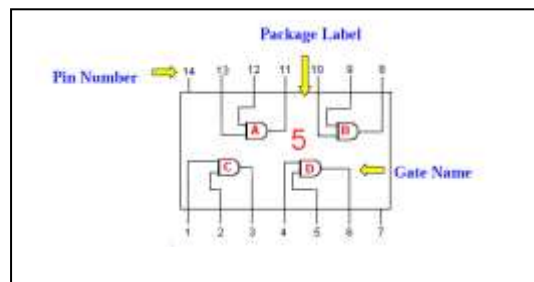 Package Label
Pin Number
14 13 12 11 10 9 8
A
B
5
C
D
Gate Name
1 2 3 4 5 6 7